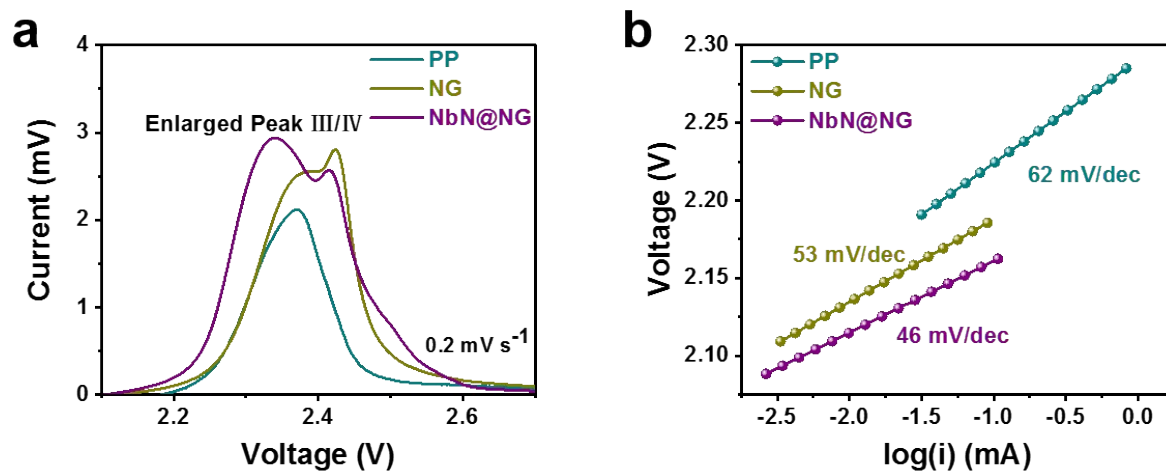 a
Current (mV)
4
3
2
1
0
PP
NG
NbN@NG
Enlarged Peak III/IV
0.2 mV s⁻¹
2.2
2.4
2.6
Voltage (V)
b
Voltage (V)
2.30
2.25
2.20
2.15
2.10
PP
NG
NbN@NG
62 mV/dec
53 mV/dec
46 mV/dec
-2.5
-2.0
-1.5
-1.0
-0.5
0.0
log(i) (mA)